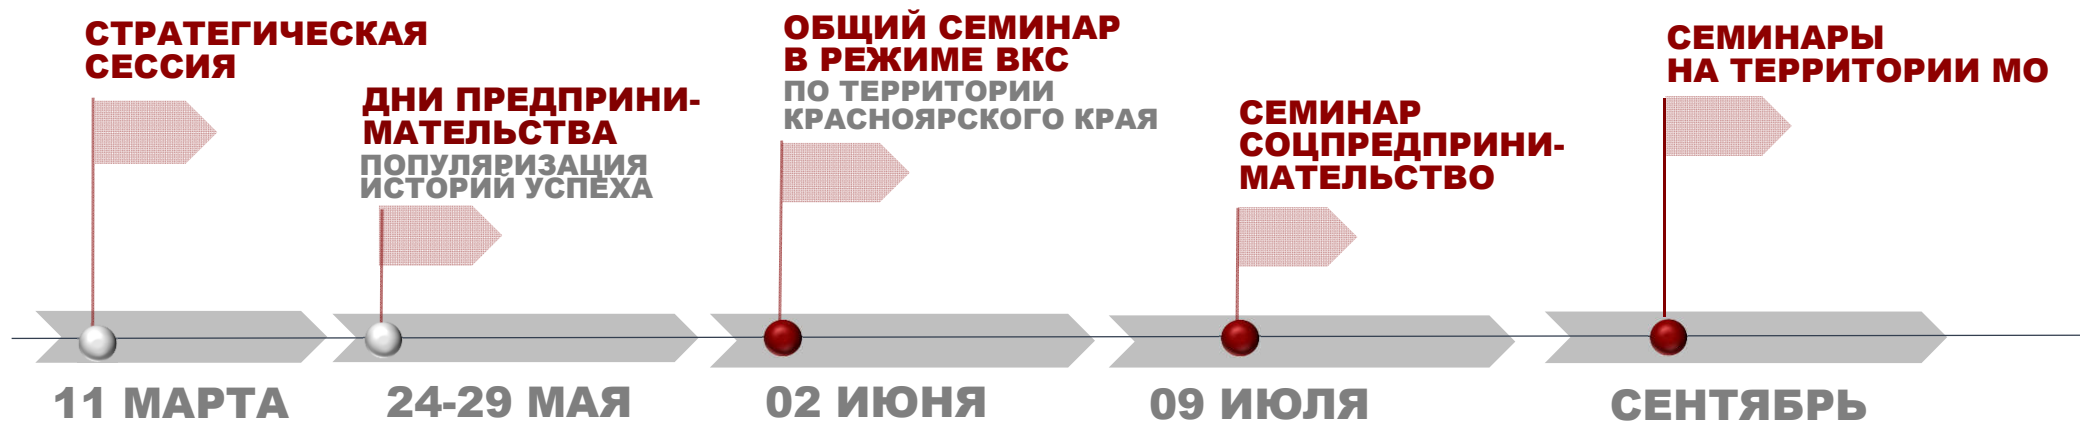 СТРАТЕГИЧЕСКАЯ
СЕССИЯ
ДНИ ПРЕДПРИНИ-
МАТЕЛЬСТВА
ПОПУЛЯРИЗАЦИЯ
ИСТОРИЙ УСПЕХА
ОБЩИЙ СЕМИНАР
В РЕЖИМЕ ВКС
ПО ТЕРРИТОРИИ
КРАСНОЯРСКОГО КРАЯ
СЕМИНАР
СОЦПРЕДПРИНИ-
МАТЕЛЬСТВО
СЕМИНАРЫ
НА ТЕРРИТОРИИ МО
11 МАРТА
24-29 МАЯ
02 ИЮНЯ
09 ИЮЛЯ
СЕНТЯБРЬ